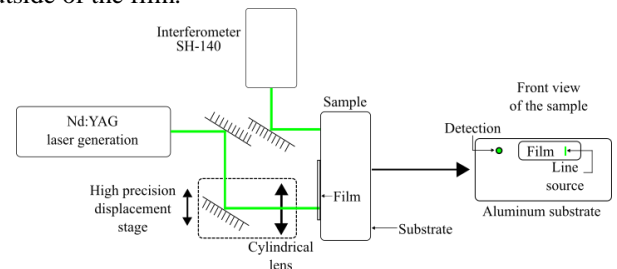 outside of the film.
Interferometer
SH-140
Nd:YAG
laser generation
Sample
Front view
of the sample
Detection
Film
Line
source
Aluminum substrate
High precision
displacement
stage
Film
Substrate
Cylindrical
lens